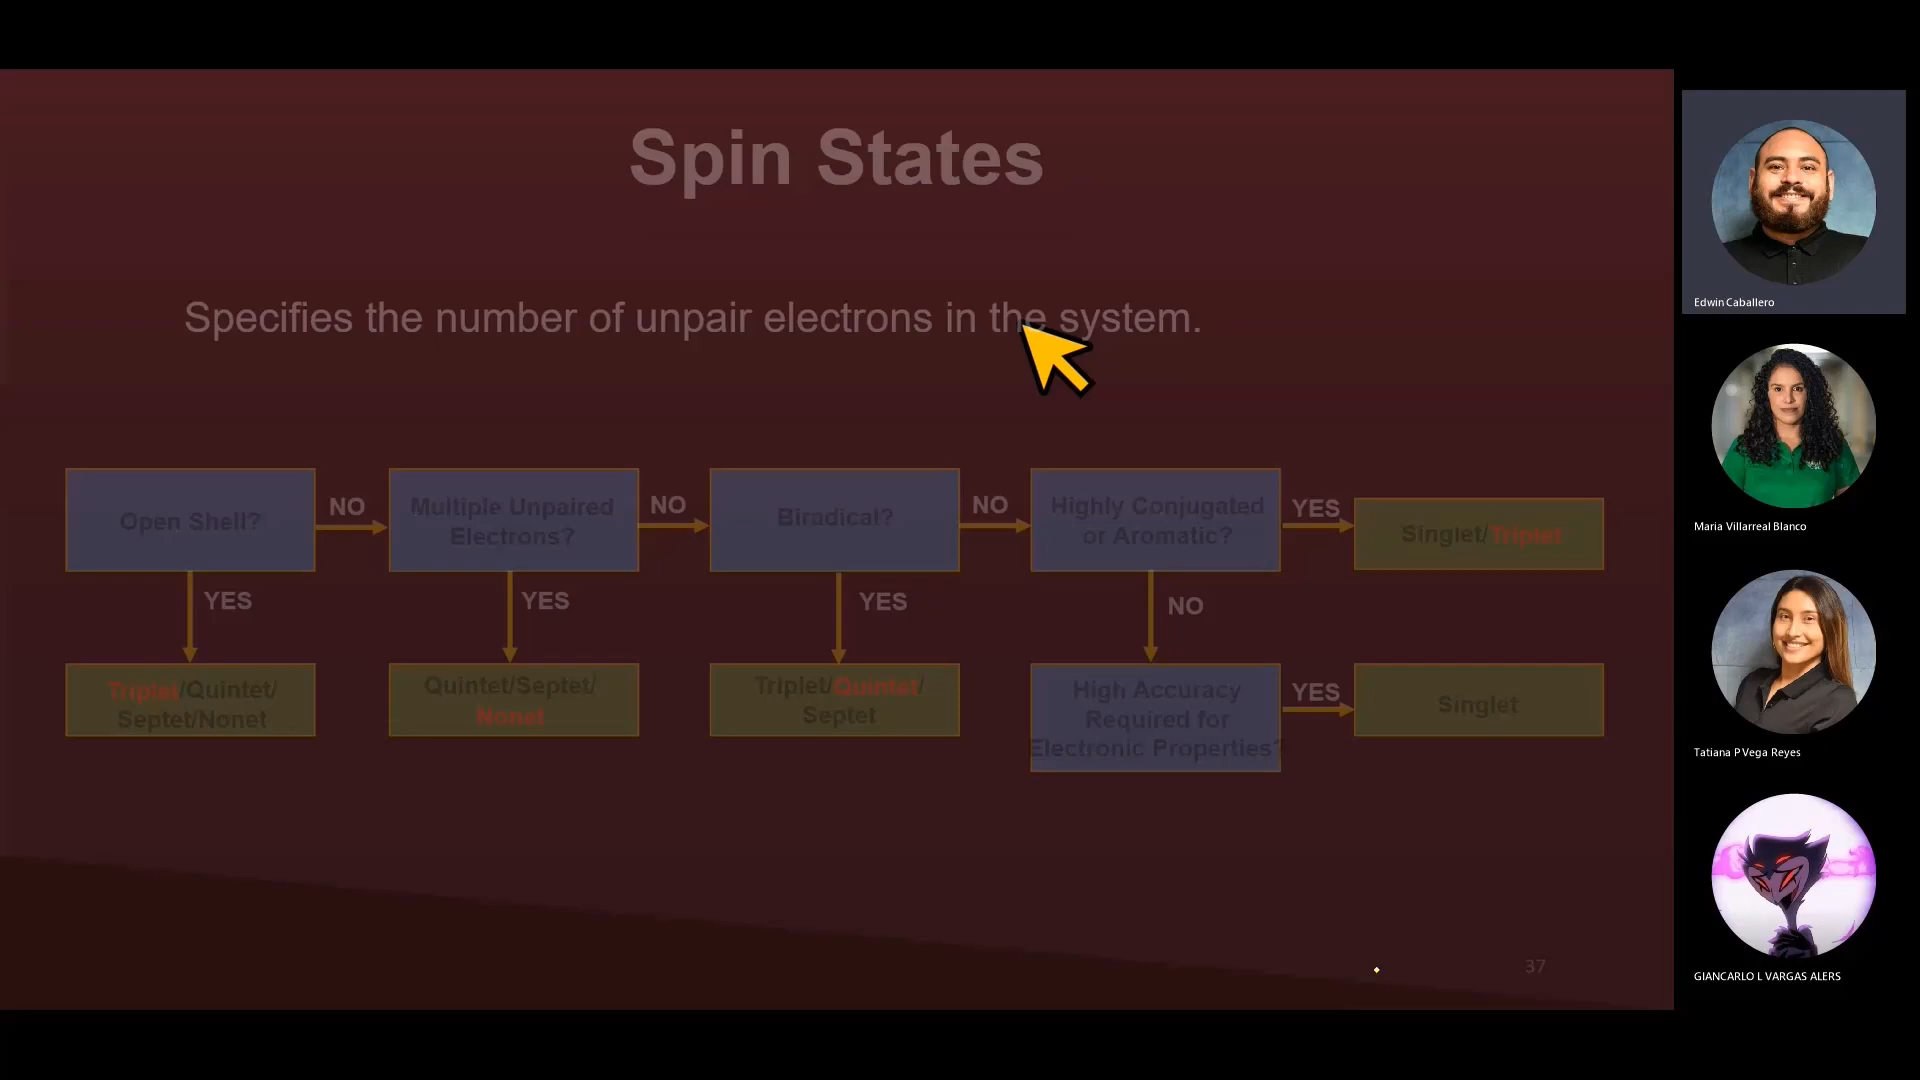 Spin States
Specifies the number of unpair electrons in the system.
Open Shell?
NO
Multiple Unpaired
Electrons?
NO
Biradical?
NO
Highly Conjugated
or Aromatic?
YES
Singlet/Triplet
YES
YES
YES
NO
Triplet/Quintet/
Septet/Nonet
Quintet/Septet/
Nonet
Triplet/Quintet/
Septet
High Accuracy
Required for
Electronic Properties?
YES
Singlet
37
Edwin Caballero
Maria Villarreal Blanco
Tatiana P Vega Reyes
GIANCARLO L VARGAS ALERS